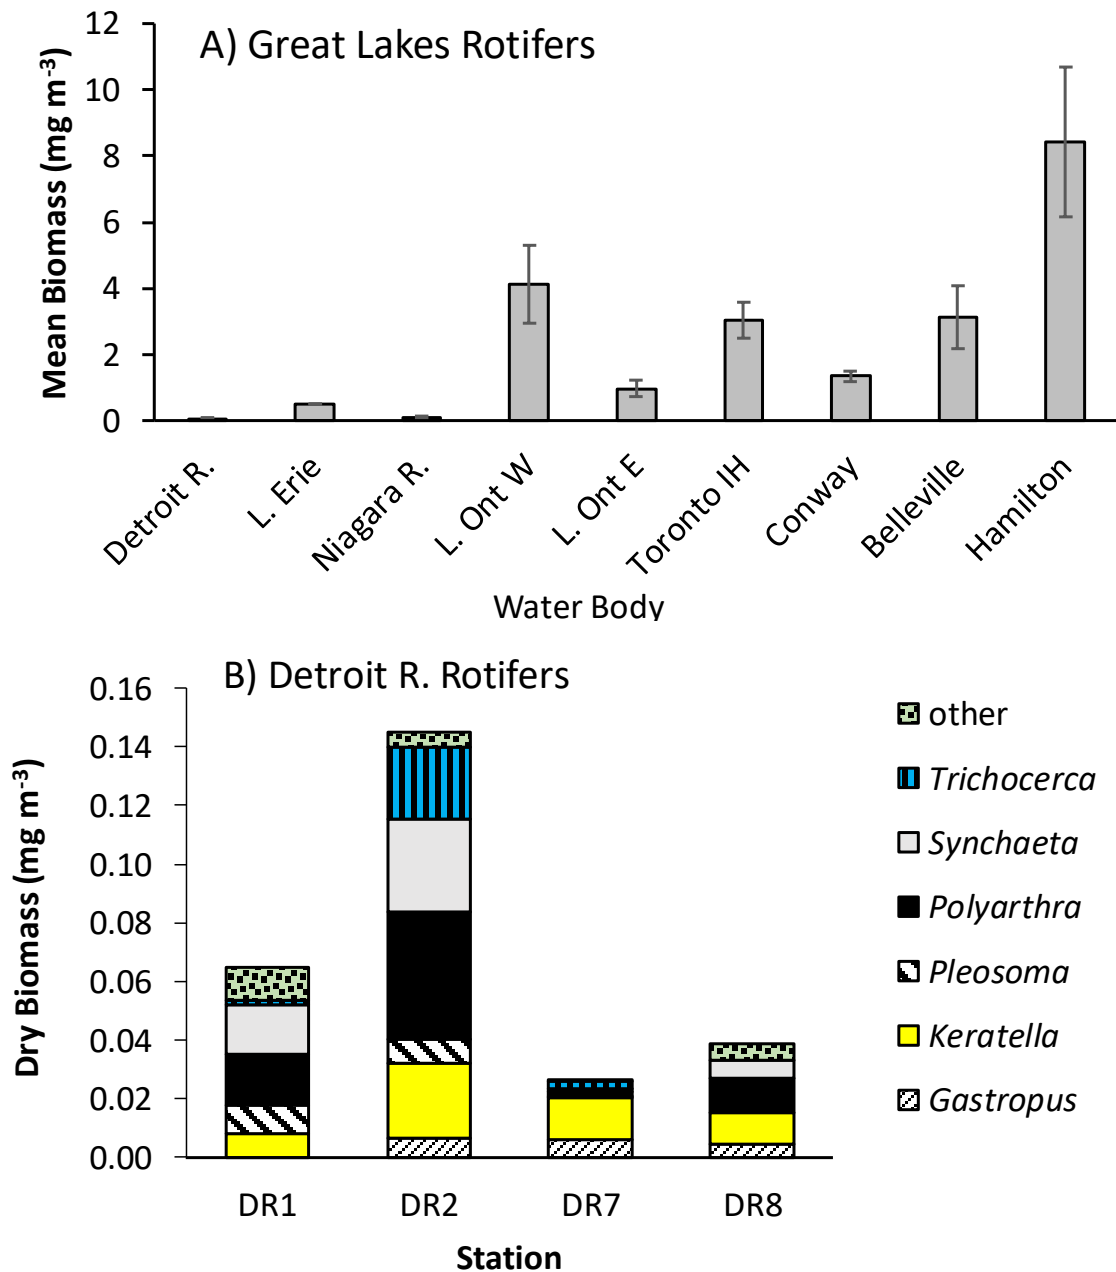 A) Great Lakes Rotifers
Mean Biomass (mg m-3)
12
10
8
6
4
2
0
Detroit R.
L. Erie
Niagara R.
L. Ont W
L. Ont E
Toronto IH
Conway
Belleville
Hamilton
Water Body
B) Detroit R. Rotifers
Dry Biomass (mg m-3)
0.16
0.14
0.12
0.10
0.08
0.06
0.04
0.02
0.00
DR1
DR2
DR7
DR8
Station
other
Trichocerca
Synchaeta
Polyarthra
Pleosoma
Keratella
Gastropus